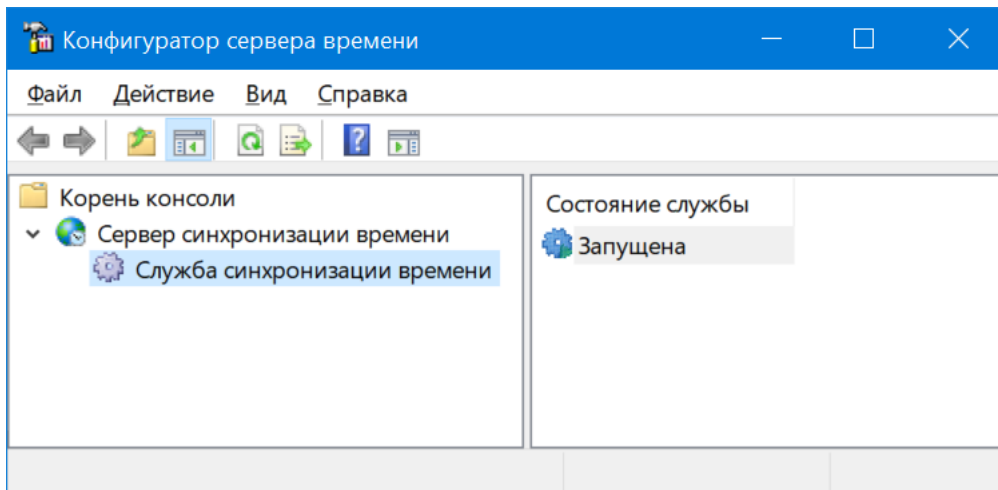 Конфигуратор сервера времени
Файл Действие Вид Справка
Корень консоли
Сервер синхронизации времени
Служба синхронизации времени
Состояние службы
Запущена